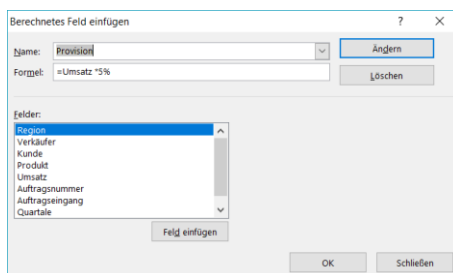 Berechnetes Feld einfügen ? ×
Name: Provision Ändern
Formel: =Umsatz *5% Löschen
Felder:
Region
Verkäufer
Kunde
Produkt
Umsatz
Auftragsnummer
Auftragseingang
Quartale
Feld einfügen
OK Schließen